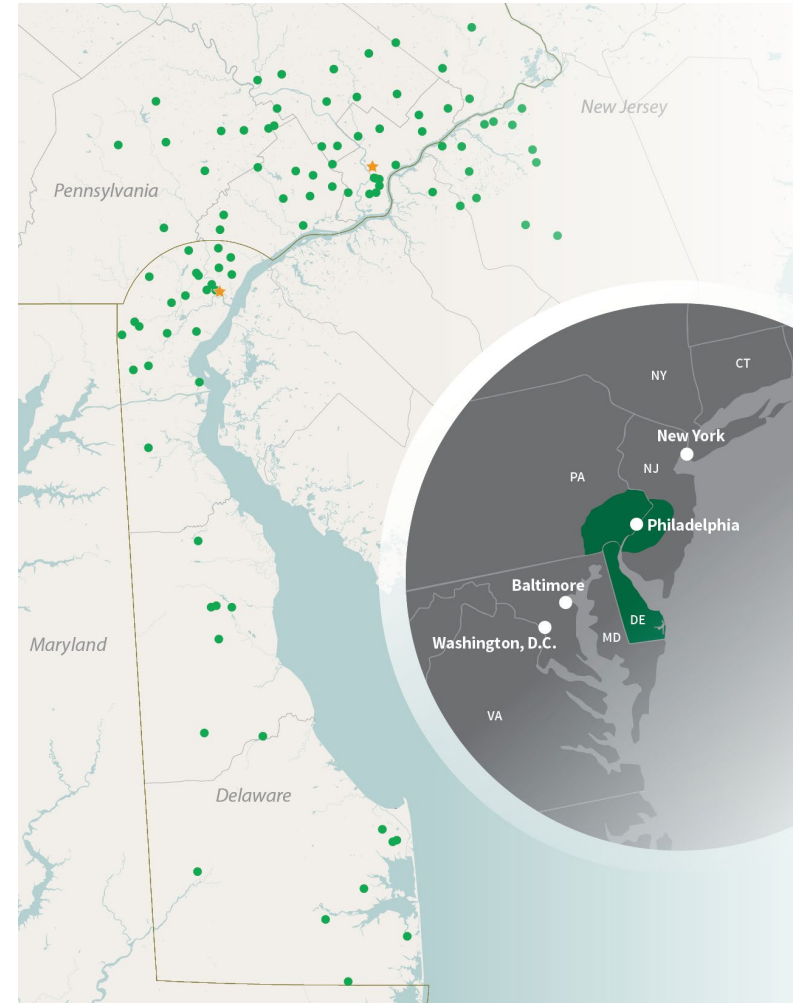 New Jersey
Pennsylvania
NY
CT
New York
NJ
PA
Philadelphia
Baltimore
DE
Washington, D.C.
MD
Maryland
VA
Delaware